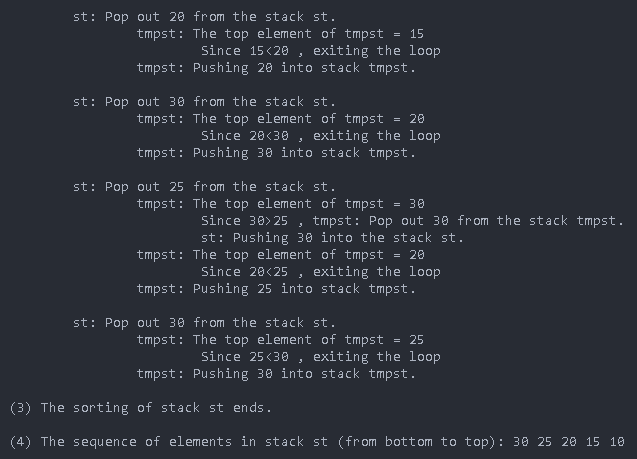 st: Pop out 20 from the stack st.
tmpst: The top element of tmpst = 15
Since 15<20 , exiting the loop
tmpst: Pushing 20 into stack tmpst.
st: Pop out 30 from the stack st.
tmpst: The top element of tmpst = 20
Since 20<30 , exiting the loop
tmpst: Pushing 30 into stack tmpst.
st: Pop out 25 from the stack st.
tmpst: The top element of tmpst = 30
Since 30>25 , tmpst: Pop out 30 from the stack tmpst.
st: Pushing 30 into the stack st.
tmpst: The top element of tmpst = 20
Since 20<25 , exiting the loop
tmpst: Pushing 25 into stack tmpst.
st: Pop out 30 from the stack st.
tmpst: The top element of tmpst = 25
Since 25<30 , exiting the loop
tmpst: Pushing 30 into stack tmpst.
(3) The sorting of stack st ends.
(4) The sequence of elements in stack st (from bottom to top): 30 25 20 15 10